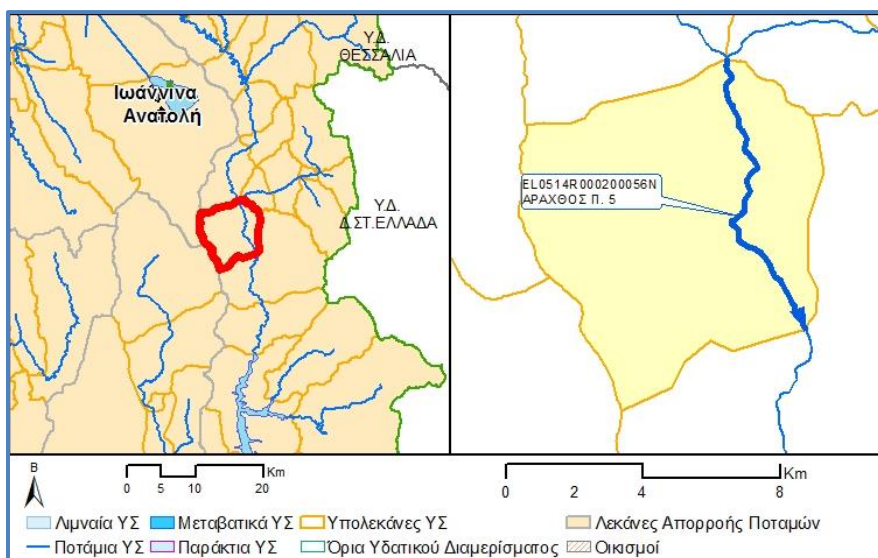 Υ.Δ.
ΘΕΣΣΑΛΙΑ
Ιωάννινα
Ανατολή
Υ.Δ.
Δ.ΣΤ.ΕΛΛΑΔΑ
EL0514R000200056N
ΑΡΑΧΘΟΣ Π. 5
Β
Km
0 5 10 20
Km
0 2 4 8
Λιμναία ΥΣ Μεταβατικά ΥΣ Υπολεκάνες ΥΣ Λεκάνες Απορροής Ποταμών
Ποτάμια ΥΣ Παράκτια ΥΣ Όρια Υδατικού Διαμερίσματος Οικισμοί